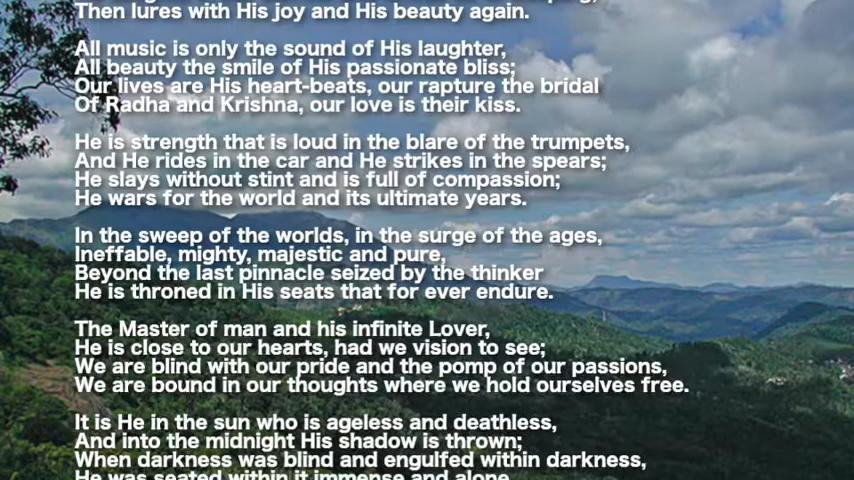 Then lures with His joy and His beauty again.
All music is only the sound of His laughter,
All beauty the smile of His passionate bliss;
Our lives are His heart-beats, our rapture the bridal
Of Radha and Krishna, our love is their kiss.
He is strength that is loud in the blare of the trumpets,
And He rides in the car and He strikes in the spears;
He slays without stint and is full of compassion;
He wars for the world and its ultimate years.
In the sweep of the worlds, in the surge of the ages,
Ineffable, mighty, majestic and pure,
Beyond the last pinnacle seized by the thinker
He is throned in His seats that for ever endure.
The Master of man and his infinite Lover,
He is close to our hearts, had we vision to see;
We are blind with our pride and the pomp of our passions,
We are bound in our thoughts where we hold ourselves free.
It is He in the sun who is ageless and deathless,
And into the midnight His shadow is thrown;
When darkness was blind and engulfed within darkness,
He was seated within it immense and alone